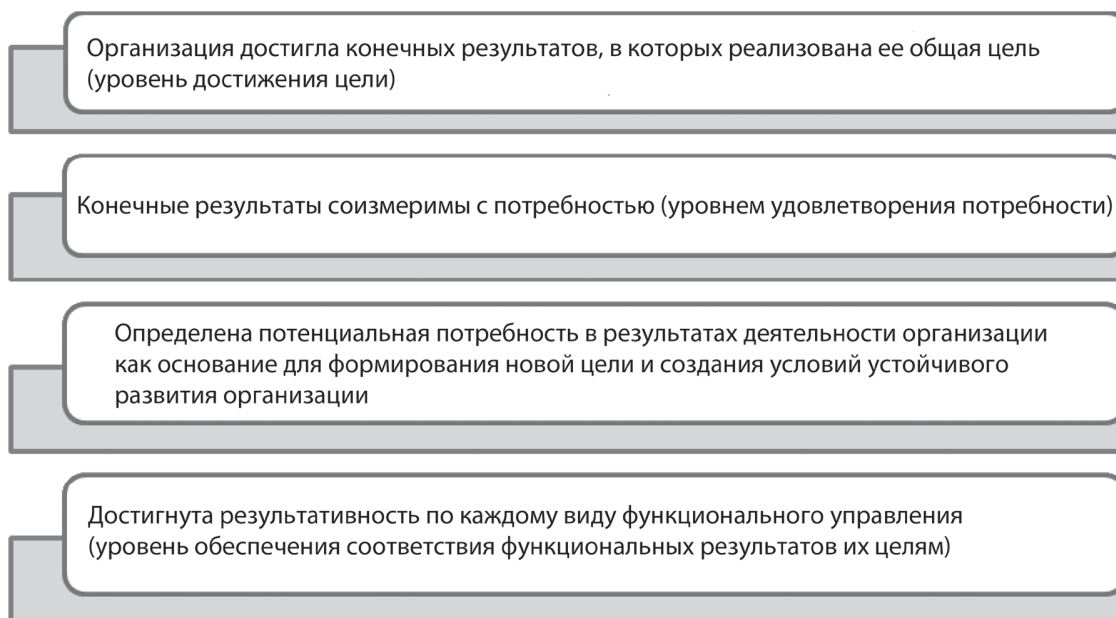 Организация достигла конечных результатов, в которых реализована ее общая цель
(уровень достижения цели)
Конечные результаты соизмеримы с потребностью (уровнем удовлетворения потребности)
Определена потенциальная потребность в результатах деятельности организации
как основание для формирования новой цели и создания условий устойчивого
развития организации
Достигнута результативность по каждому виду функционального управления
(уровень обеспечения соответствия функциональных результатов их целям)